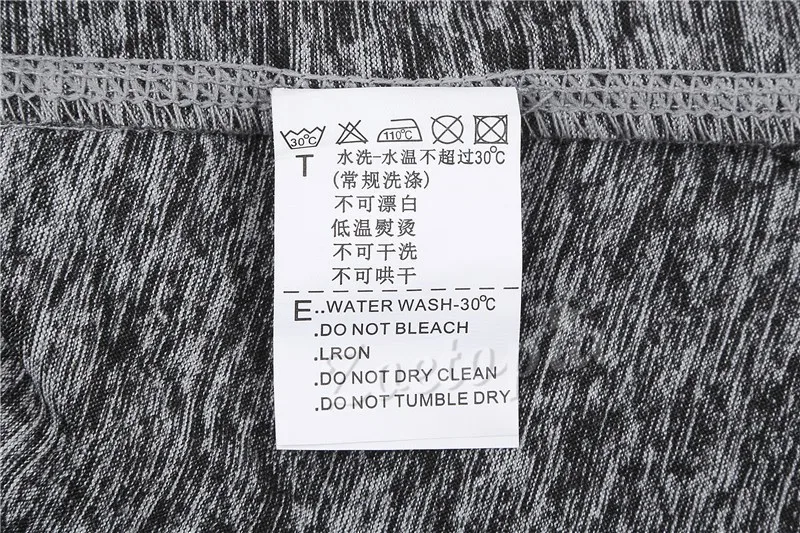 30°C 110°C
T 水洗-水温不超过30°C
(常规洗涤)
不可漂白
低温熨烫
不可干洗
不可哄干
E..WATER WASH-30°C
.DO NOT BLEACH
.LRON
.DO NOT DRY CLEAN
.DO NOT TUMBLE DRY